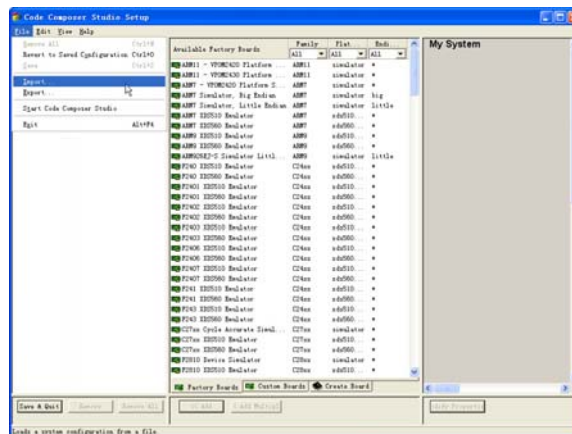 Code Composer Studio Setup
File Edit View Help
Remove All Ctrl+R
Revert to Saved Configuration Ctrl+O
Save Ctrl+S
Import...
Export...
Start Code Composer Studio
Exit Alt+F4
Available Factory Boards Family Plat... Endi...
All All All
ARM11 - VPOM2420 Platform ... ARM11 simulator *
ARM11 - VPOM2430 Platform ... ARM11 simulator *
ARM7 - VPOM2420 Platform S... ARM7 simulator *
ARM7 Simulator, Big Endian ARM7 simulator big
ARM7 Simulator, Little Endian ARM7 simulator little
ARM7 XDS510 Emulator ARM7 xds510... *
ARM7 XDS560 Emulator ARM7 xds560... *
ARM9 XDS510 Emulator ARM9 xds510... *
ARM9 XDS560 Emulator ARM9 xds560... *
ARM926EJ-S Simulator Littl... ARM9 simulator little
F240 XDS510 Emulator C24xx xds510... *
F240 XDS560 Emulator C24xx xds560... *
F2401 XDS510 Emulator C24xx xds510... *
F2401 XDS560 Emulator C24xx xds560... *
F2402 XDS510 Emulator C24xx xds510... *
F2402 XDS560 Emulator C24xx xds560... *
F2403 XDS510 Emulator C24xx xds510... *
F2403 XDS560 Emulator C24xx xds560... *
F2406 XDS510 Emulator C24xx xds510... *
F2406 XDS560 Emulator C24xx xds560... *
F2407 XDS510 Emulator C24xx xds510... *
F2407 XDS560 Emulator C24xx xds560... *
F241 XDS510 Emulator C24xx xds510... *
F241 XDS560 Emulator C24xx xds560... *
F243 XDS510 Emulator C24xx xds510... *
F243 XDS560 Emulator C24xx xds560... *
C27xx Cycle Accurate Simul... C27xx simulator *
C27xx XDS510 Emulator C27xx xds510... *
C27xx XDS560 Emulator C27xx xds560... *
F2810 Device Simulator C28xx simulator *
F2810 XDS510 Emulator C28xx xds510... *
My System
Factory Boards Custom Boards Create Board
Save & Quit Remove Remove All << Add << Add Multiple Modify Properties
Loads a system configuration from a file.